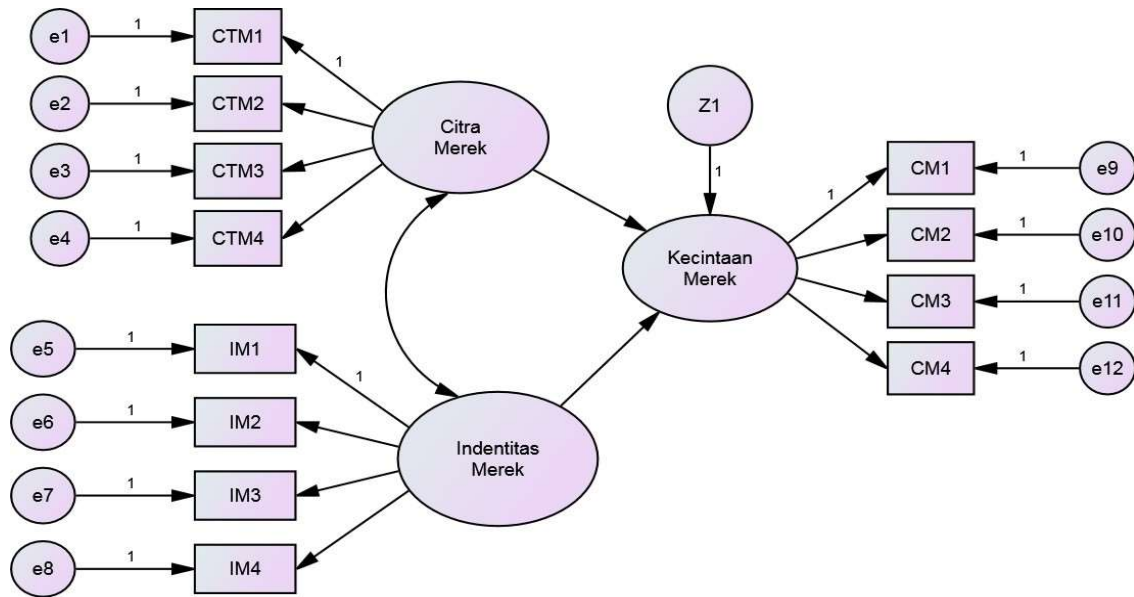 e1
1
CTM1
1
e2
1
CTM2
e3
1
CTM3
e4
1
CTM4
Citra
Merek
Z1
1
e5
1
IM1
1
e6
1
IM2
e7
1
IM3
e8
1
IM4
Indentitas
Merek
Kecintaan
Merek
1
CM1
1
e9
CM2
1
e10
CM3
1
e11
CM4
1
e12